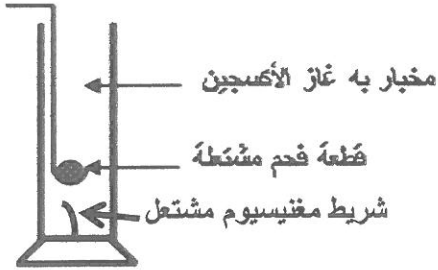 مخبار به غاز الأكسجين
قطعة فحم مشتعلة
شريط مغنيسيوم مشتعل